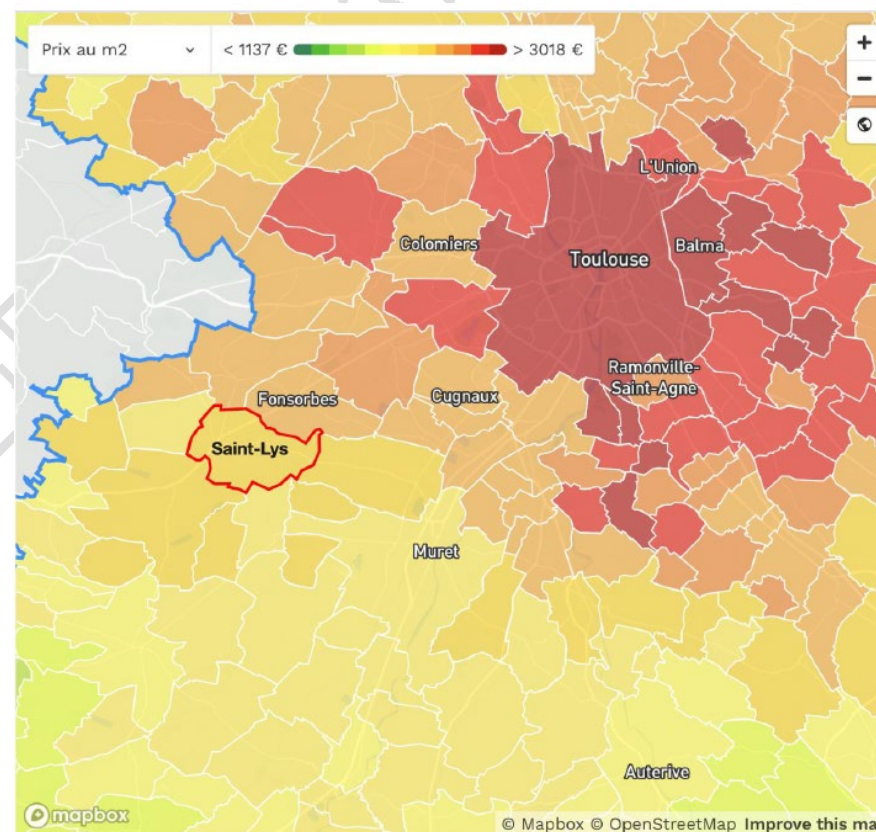 Prix au m2
< 1137 €
> 3018 €
+
−
L'Union
Colomiers
Toulouse
Balma
Ramonville-
Saint-Agne
Fonsorbes
Cugnaux
Saint-Lys
Muret
Auterive
mapbox
© Mapbox © OpenStreetMap Improve this ma